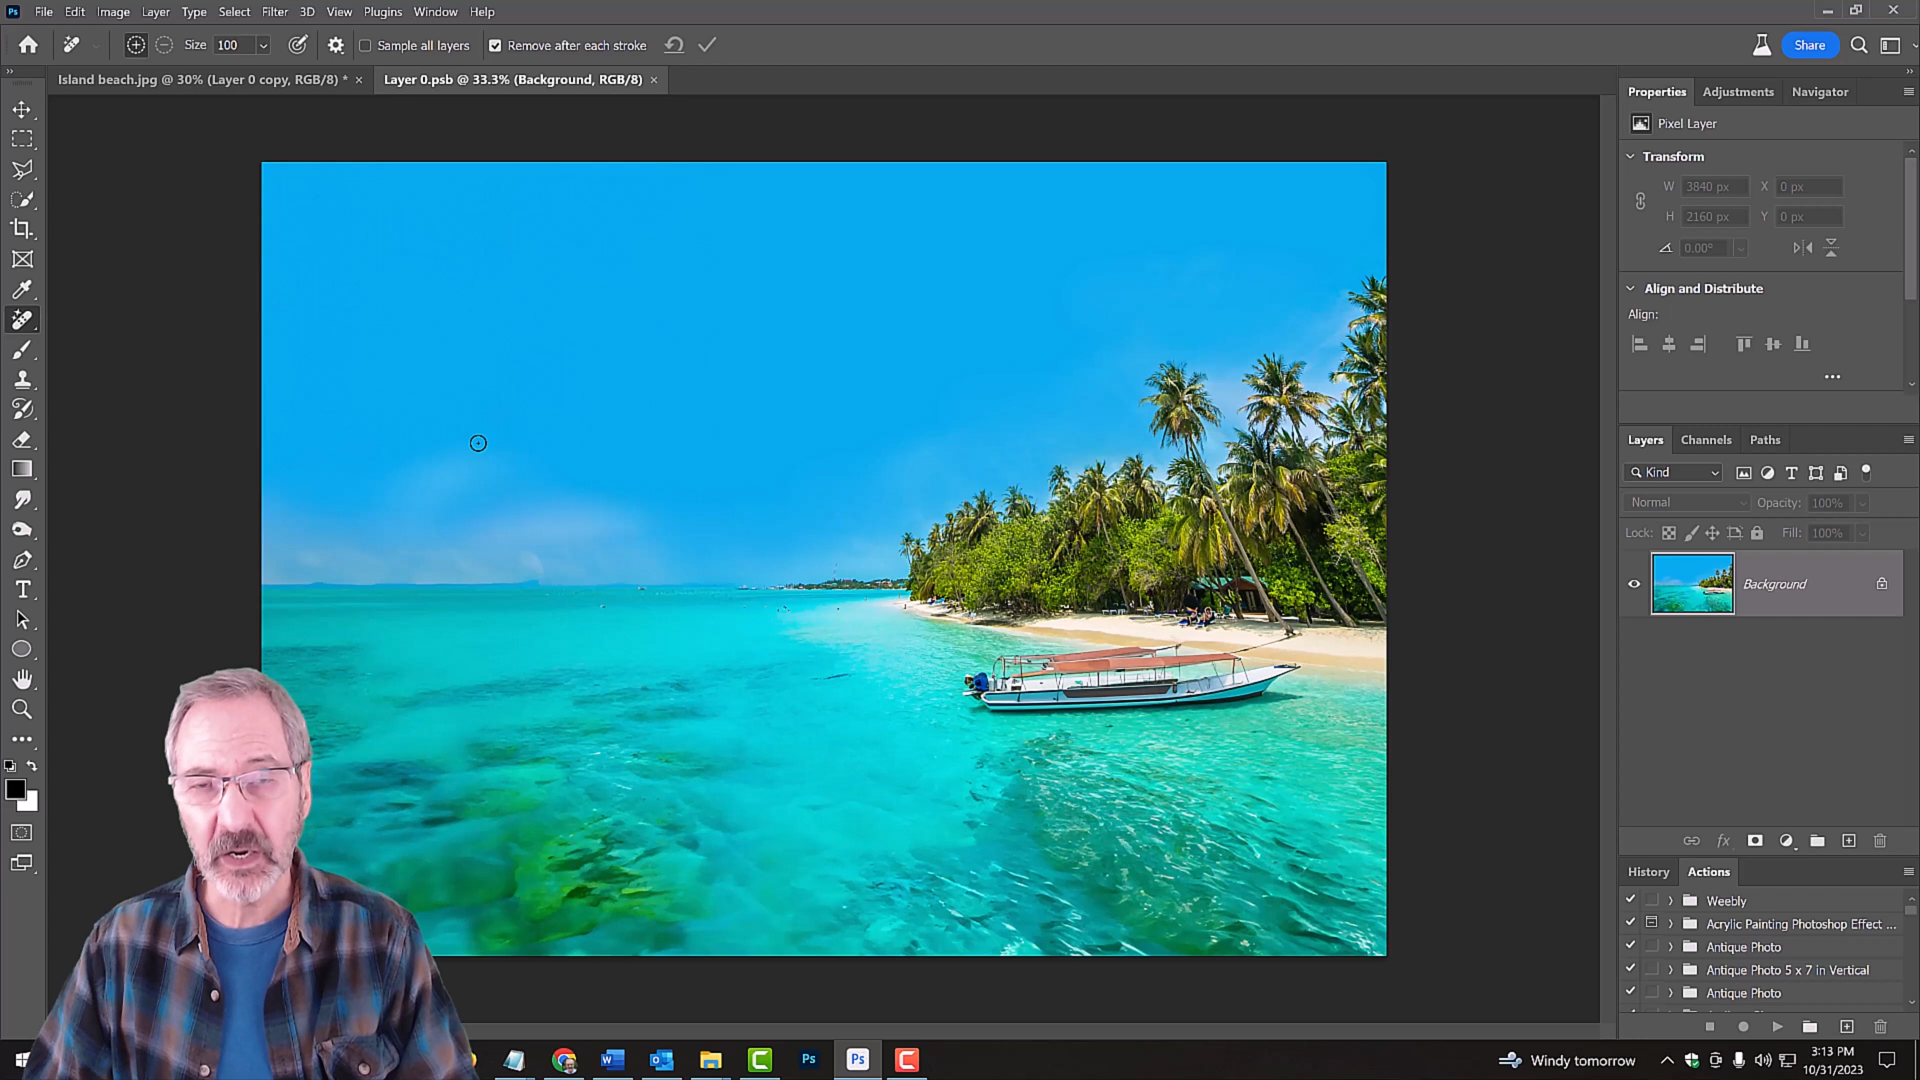 Ps File Edit Image Layer Type Select Filter 3D View Plugins Window Help
Size 100 Sample all layers Remove after each stroke Share
Island beach.jpg @ 30% (Layer 0 copy, RGB/8) * × Layer 0.psb @ 33.3% (Background, RGB/8) ×
Properties Adjustments Navigator
Pixel Layer
Transform
W 3840 px X 0 px
H 2160 px Y 0 px
0.00°
Align and Distribute
Align:
Layers Channels Paths
Kind
Normal Opacity: 100%
Lock: Fill: 100%
Background
fx
History Actions
Weebly
Acrylic Painting Photoshop Effect ...
Antique Photo
Antique Photo 5 x 7 in Vertical
Antique Photo
Ps Ps Windy tomorrow 3:13 PM
10/31/2023